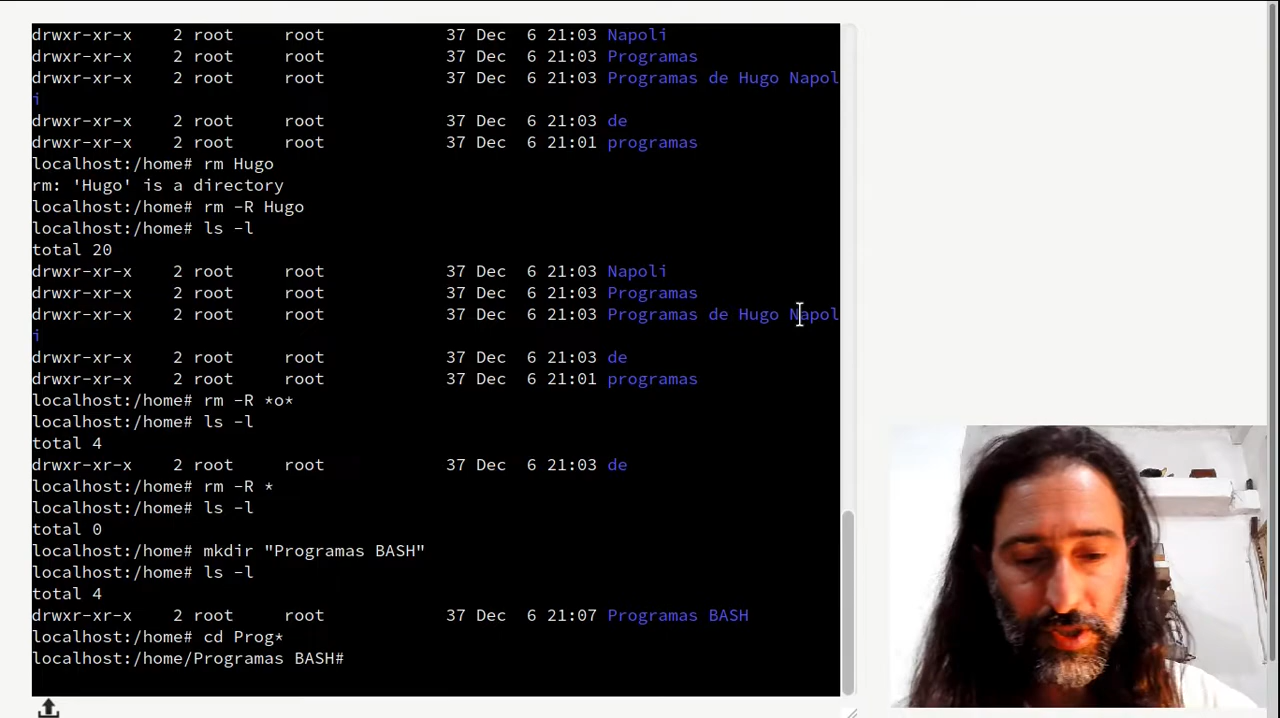 drwxr-xr-x    2 root     root            37 Dec  6 21:03 Napoli
drwxr-xr-x    2 root     root            37 Dec  6 21:03 Programas
drwxr-xr-x    2 root     root            37 Dec  6 21:03 Programas de Hugo Napol
i
drwxr-xr-x    2 root     root            37 Dec  6 21:03 de
drwxr-xr-x    2 root     root            37 Dec  6 21:01 programas
localhost:/home# rm Hugo
rm: 'Hugo' is a directory
localhost:/home# rm -R Hugo
localhost:/home# ls -l
total 20
drwxr-xr-x    2 root     root            37 Dec  6 21:03 Napoli
drwxr-xr-x    2 root     root            37 Dec  6 21:03 Programas
drwxr-xr-x    2 root     root            37 Dec  6 21:03 Programas de Hugo Napol
i
drwxr-xr-x    2 root     root            37 Dec  6 21:03 de
drwxr-xr-x    2 root     root            37 Dec  6 21:01 programas
localhost:/home# rm -R *o*
localhost:/home# ls -l
total 4
drwxr-xr-x    2 root     root            37 Dec  6 21:03 de
localhost:/home# rm -R *
localhost:/home# ls -l
total 0
localhost:/home# mkdir "Programas BASH"
localhost:/home# ls -l
total 4
drwxr-xr-x    2 root     root            37 Dec  6 21:07 Programas BASH
localhost:/home# cd Prog*
localhost:/home/Programas BASH#